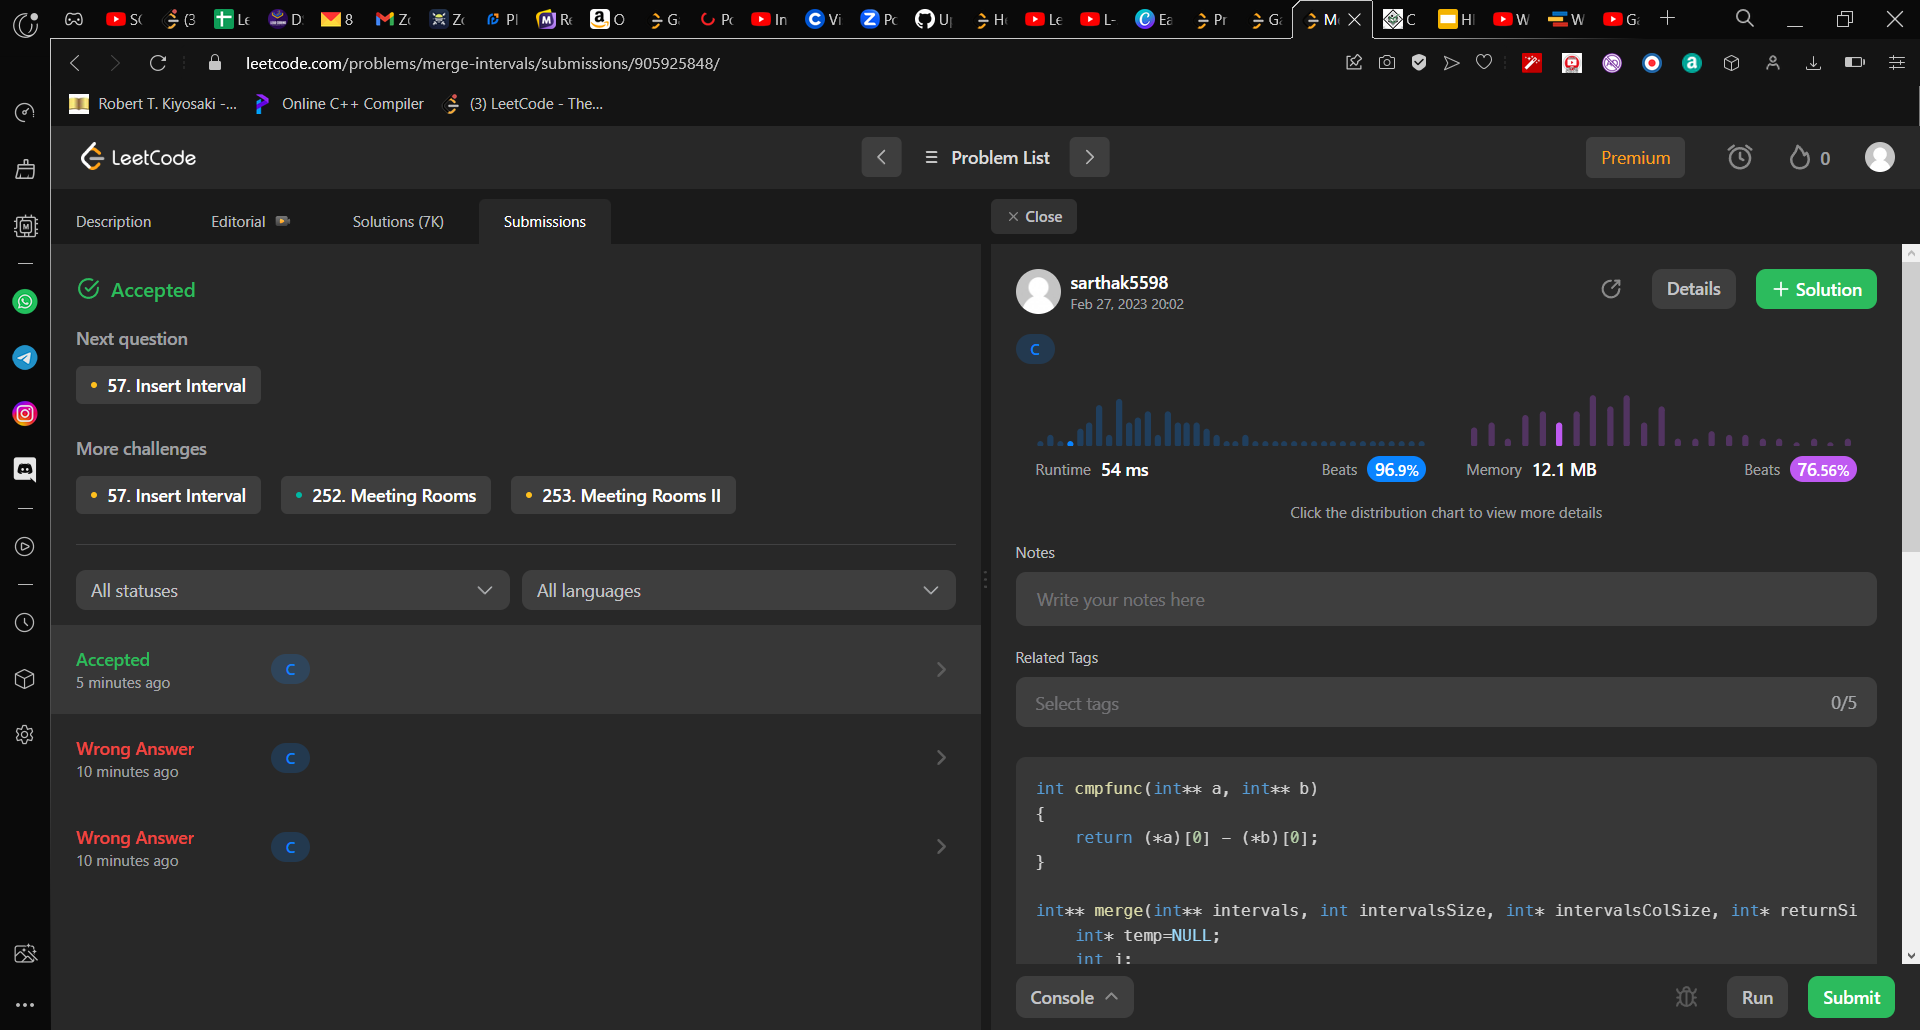 SC
(3
Le
D:
8
Zc
Zc
Pl
Re
O
G
Pc
In
Vi
Pc
U
H
Le
L-
Ea
Pr
Ga
M
C
Hl
W
W
Ga
leetcode.com/problems/merge-intervals/submissions/905925848/
Robert T. Kiyosaki -...
Online C++ Compiler
(3) LeetCode - The...
LeetCode
Problem List
Premium
0
Description
Editorial
Solutions (7K)
Submissions
Close
Accepted
Next question
57. Insert Interval
More challenges
57. Insert Interval
252. Meeting Rooms
253. Meeting Rooms II
All statuses
All languages
Accepted
5 minutes ago
C
Wrong Answer
10 minutes ago
C
Wrong Answer
10 minutes ago
C
sarthak5598
Feb 27, 2023 20:02
Details
+ Solution
C
Runtime 54 ms
Beats 96.9%
Memory 12.1 MB
Beats 76.56%
Click the distribution chart to view more details
Notes
Write your notes here
Related Tags
Select tags
0/5
int cmpfunc(int** a, int** b)
{
return (*a)[0] - (*b)[0];
}
int** merge(int** intervals, int intervalsSize, int* intervalsColSize, int* returnSi
int* temp=NULL;
int i;
Console
Run
Submit